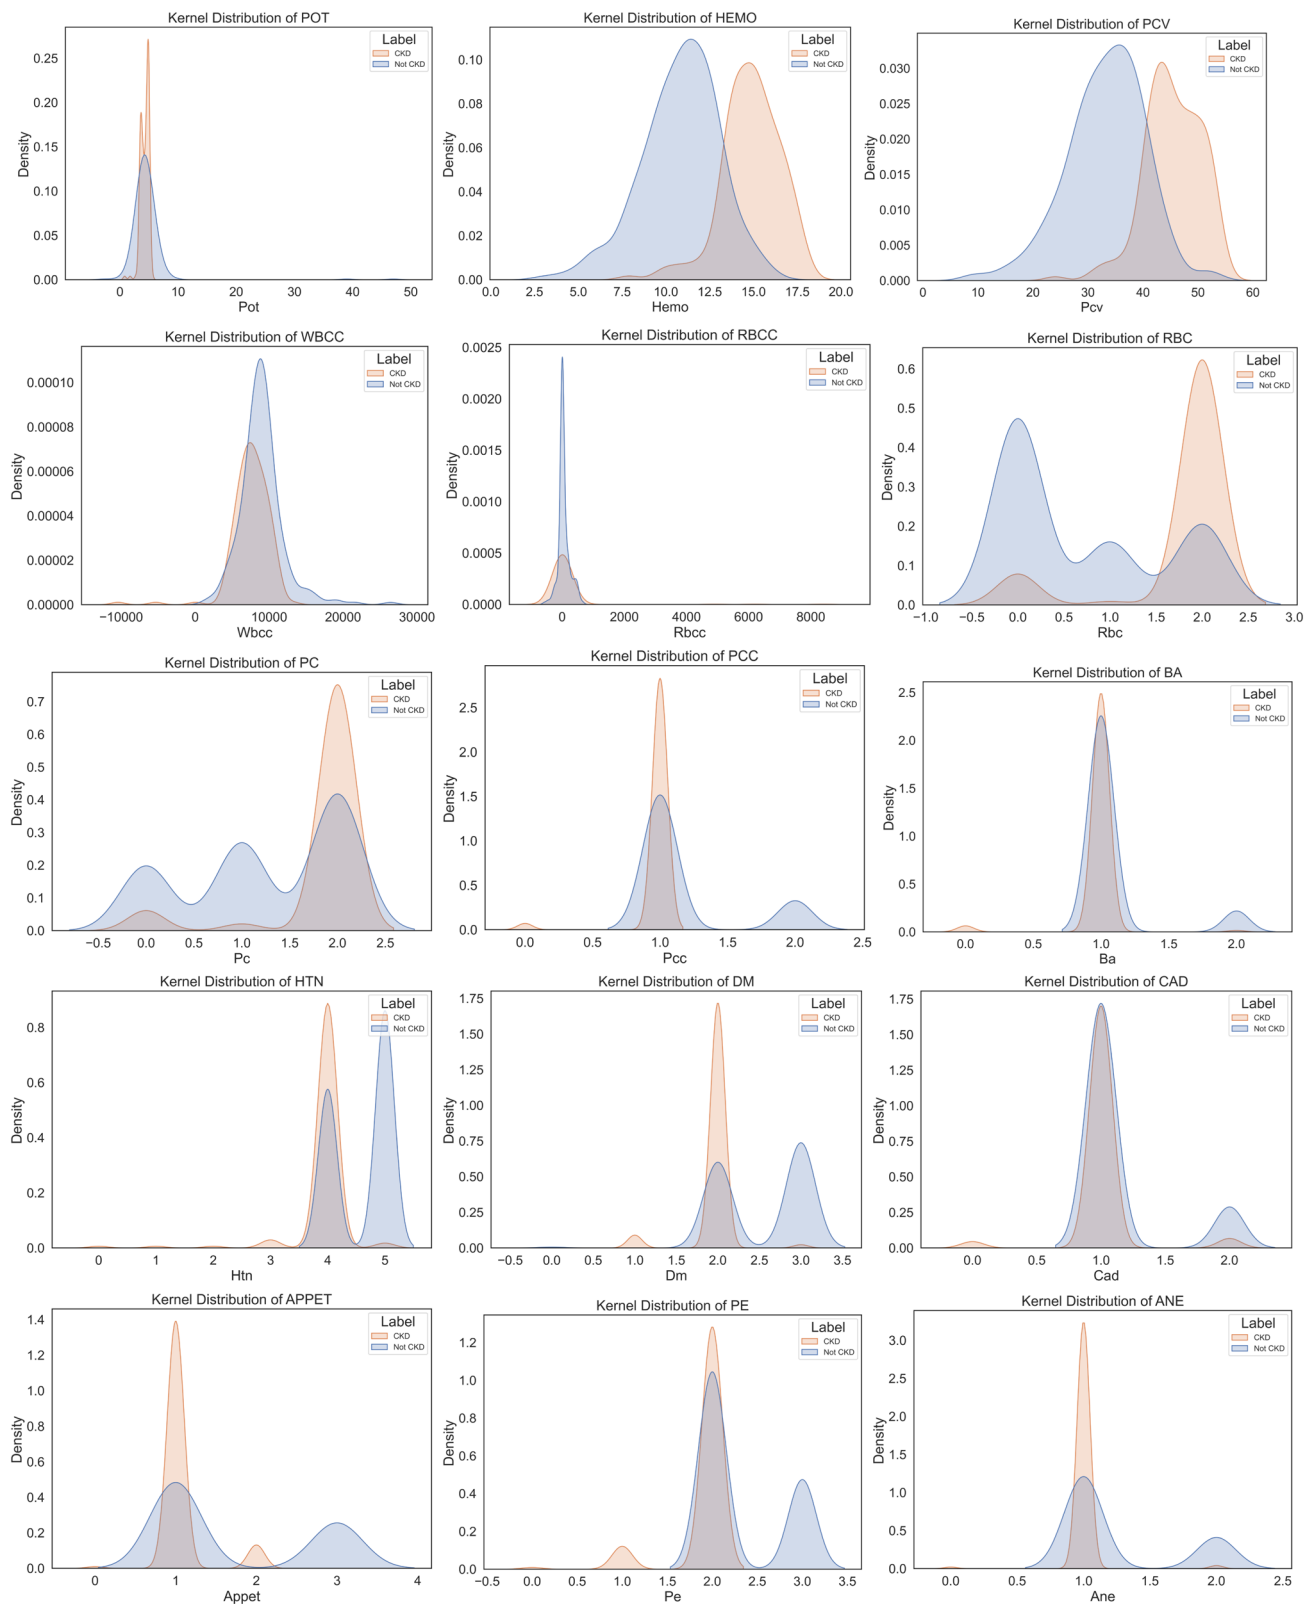 Kernel Distribution of POT
Label
CKD
Not CKD
Density
0.25
0.20
0.15
0.10
0.05
0.00
0 10 20 30 40 50
Pot
Kernel Distribution of HEMO
Label
CKD
Not CKD
Density
0.10
0.08
0.06
0.04
0.02
0.00
0.0 2.5 5.0 7.5 10.0 12.5 15.0 17.5 20.0
Hemo
Kernel Distribution of PCV
Label
CKD
Not CKD
Density
0.030
0.025
0.020
0.015
0.010
0.005
0.000
0 10 20 30 40 50 60
Pcv
Kernel Distribution of WBCC
Label
CKD
Not CKD
Density
0.00010
0.00008
0.00006
0.00004
0.00002
0.00000
−10000 0 10000 20000 30000
Wbcc
Kernel Distribution of RBCC
Label
CKD
Not CKD
Density
0.0025
0.0020
0.0015
0.0010
0.0005
0.0000
0 2000 4000 6000 8000
Rbcc
Kernel Distribution of RBC
Label
CKD
Not CKD
Density
0.6
0.5
0.4
0.3
0.2
0.1
0.0
−1.0 −0.5 0.0 0.5 1.0 1.5 2.0 2.5 3.0
Rbc
Kernel Distribution of PC
Label
CKD
Not CKD
Density
0.7
0.6
0.5
0.4
0.3
0.2
0.1
0.0
−0.5 0.0 0.5 1.0 1.5 2.0 2.5
Pc
Kernel Distribution of PCC
Label
CKD
Not CKD
Density
2.5
2.0
1.5
1.0
0.5
0.0
0.0 0.5 1.0 1.5 2.0 2.5
Pcc
Kernel Distribution of BA
Label
CKD
Not CKD
Density
2.5
2.0
1.5
1.0
0.5
0.0
0.0 0.5 1.0 1.5 2.0
Ba
Kernel Distribution of HTN
Label
CKD
Not CKD
Density
0.8
0.6
0.4
0.2
0.0
0 1 2 3 4 5
Htn
Kernel Distribution of DM
Label
CKD
Not CKD
Density
1.75
1.50
1.25
1.00
0.75
0.50
0.25
0.00
−0.5 0.0 0.5 1.0 1.5 2.0 2.5 3.0 3.5
Dm
Kernel Distribution of CAD
Label
CKD
Not CKD
Density
1.75
1.50
1.25
1.00
0.75
0.50
0.25
0.00
0.0 0.5 1.0 1.5 2.0
Cad
Kernel Distribution of APPET
Label
CKD
Not CKD
Density
1.4
1.2
1.0
0.8
0.6
0.4
0.2
0.0
0 1 2 3 4
Appet
Kernel Distribution of PE
Label
CKD
Not CKD
Density
1.2
1.0
0.8
0.6
0.4
0.2
0.0
−0.5 0.0 0.5 1.0 1.5 2.0 2.5 3.0 3.5
Pe
Kernel Distribution of ANE
Label
CKD
Not CKD
Density
3.0
2.5
2.0
1.5
1.0
0.5
0.0
0.0 0.5 1.0 1.5 2.0 2.5
Ane